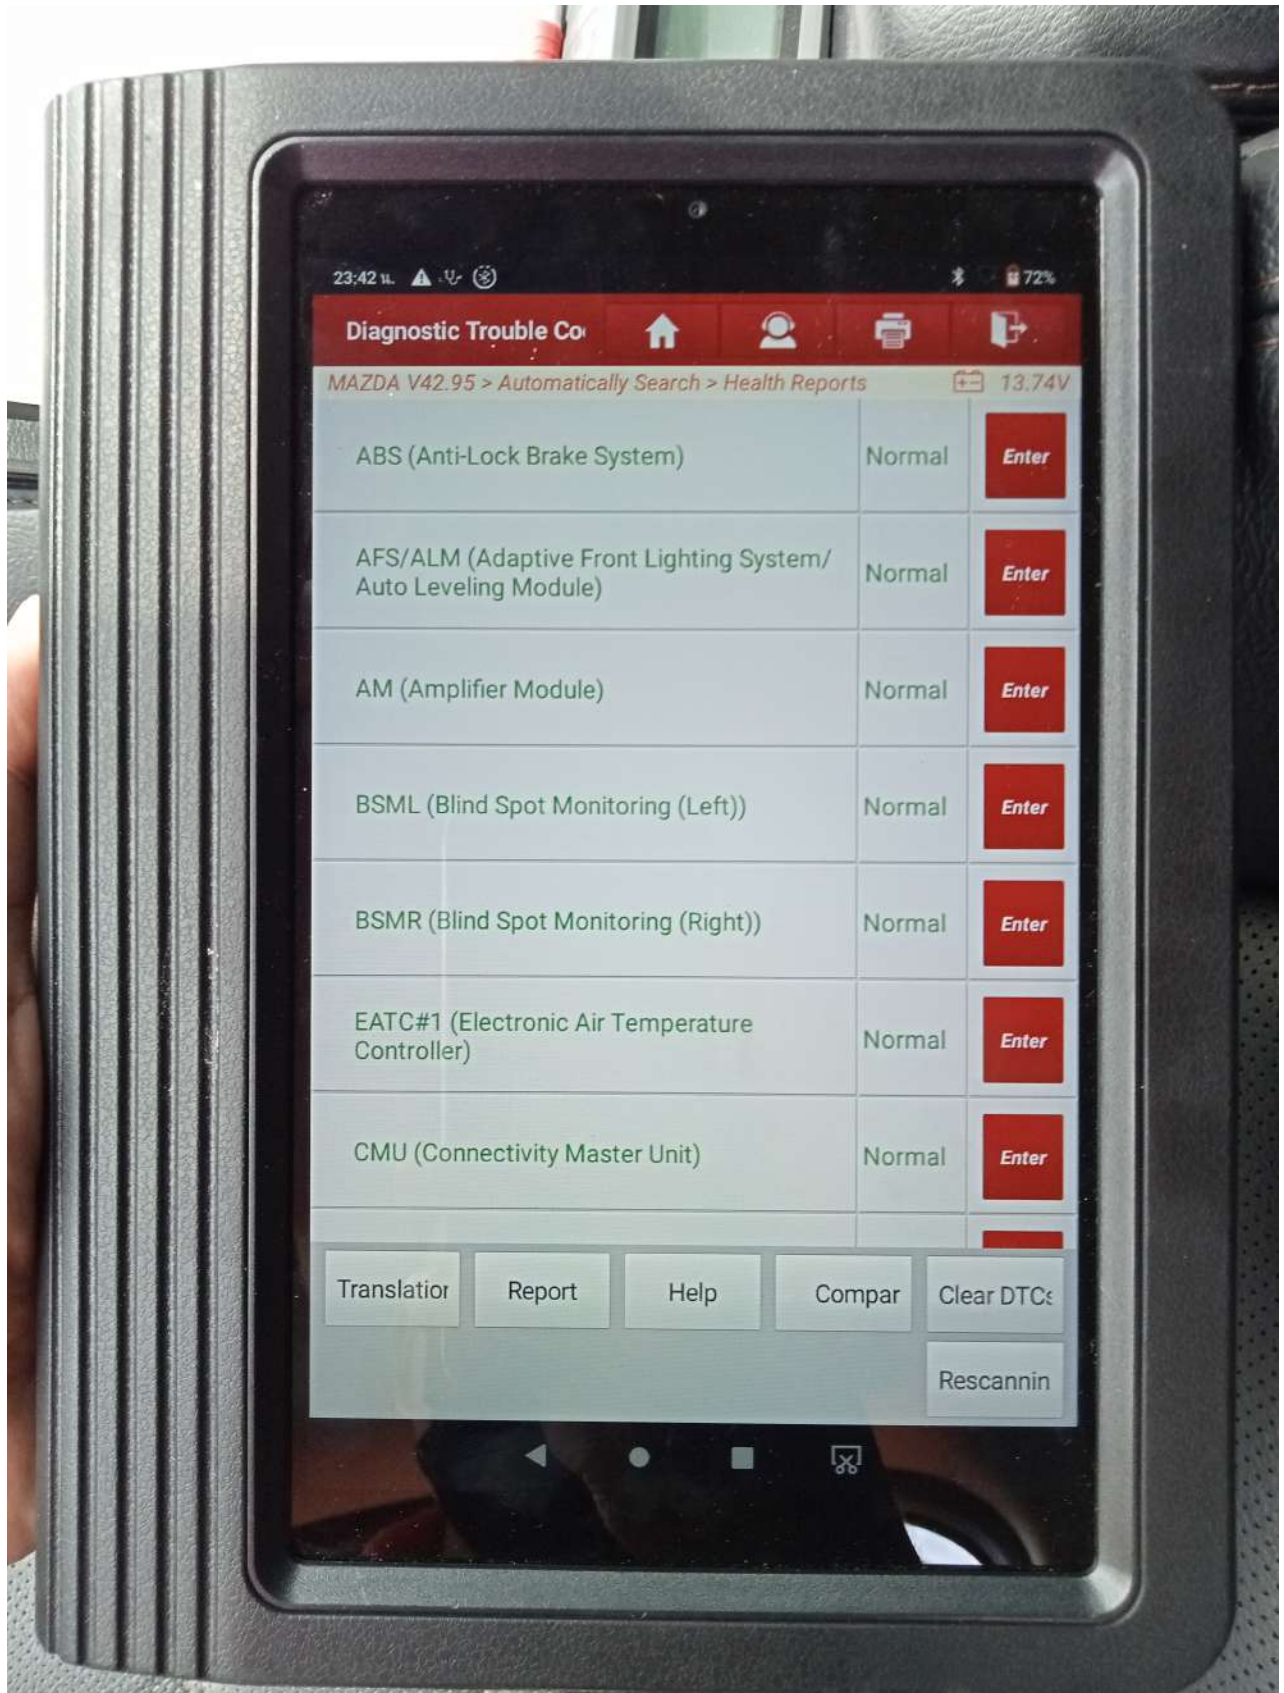 23:42 น. 72%
Diagnostic Trouble Co
MAZDA V42.95 > Automatically Search > Health Reports 13.74V
ABS (Anti-Lock Brake System) Normal Enter
AFS/ALM (Adaptive Front Lighting System/
Auto Leveling Module) Normal Enter
AM (Amplifier Module) Normal Enter
BSML (Blind Spot Monitoring (Left)) Normal Enter
BSMR (Blind Spot Monitoring (Right)) Normal Enter
EATC#1 (Electronic Air Temperature
Controller) Normal Enter
CMU (Connectivity Master Unit) Normal Enter
Translation Report Help Compar Clear DTCs
Rescannin